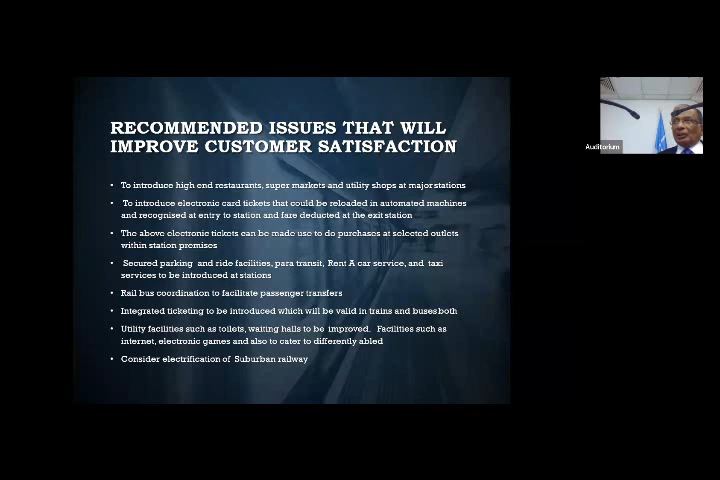 RECOMMENDED ISSUES THAT WILL
IMPROVE CUSTOMER SATISFACTION
• To introduce high end restaurants, super markets and utility shops at major stations
• To introduce electronic card tickets that could be reloaded in automated machines
and recognised at entry to station and fare deducted at the exit station
• The above electronic tickets can be made use to do purchases at selected outlets
within station premises
• Secured parking and ride facilities, para transit, Rent A car service, and taxi
services to be introduced at stations
• Rail bus coordination to facilitate passenger transfers
• Integrated ticketing to be introduced which will be valid in trains and buses both
• Utility facilities such as toilets, waiting halls to be improved. Facilities such as
internet, electronic games and also to cater to differently abled
• Consider electrification of Suburban railway
Auditorium